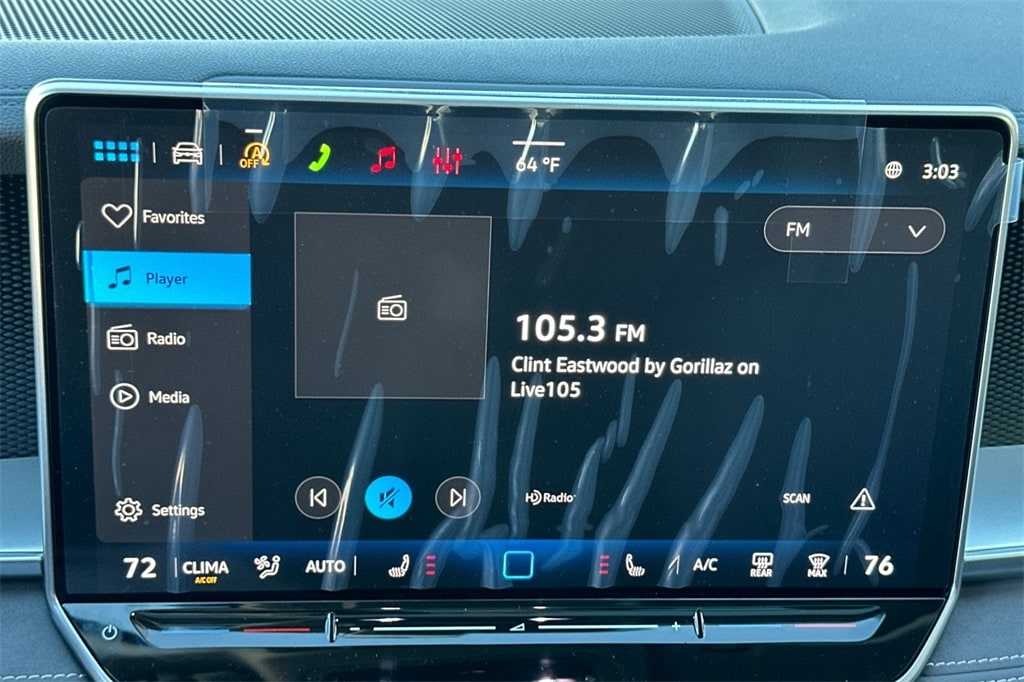 OFF
64 °F
3:03
Favorites
FM
Player
105.3 FM
Radio
Clint Eastwood by Gorillaz on
Live105
Media
HD Radio
SCAN
Settings
72
CLIMA
A/C OFF
AUTO
A/C
REAR
MAX
76